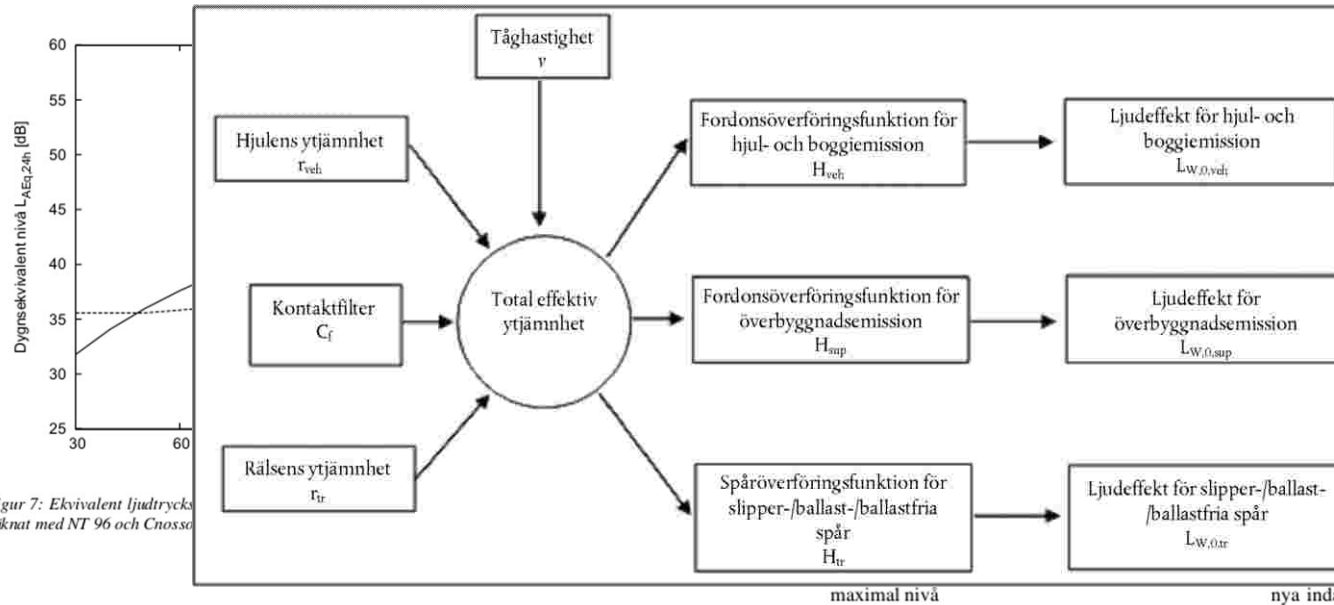 60
55
50
45
40
35
30
25
Dygnsekvivalent nivå L_AEq,24h [dB]
30
60
gur 7: Ekvivalent ljudtrycks
knat med NT 96 och Cnosso
Tåghastighet
v
Hjulens ytjämnhet
r_veh
Kontaktfilter
C_f
Rälsens ytjämnhet
r_tr
Total effektiv
ytjämnhet
Fordonsöverföringsfunktion för
hjul- och boggiemission
H_veh
Fordonsöverföringsfunktion för
överbyggnadsemission
H_sup
Spåröverföringsfunktion för
slipper-/ballast-/ballastfria
spår
H_tr
Ljudeffekt för hjul- och
boggiemission
L_W,0,veh
Ljudeffekt för
överbyggnadsemission
L_W,0,sup
Ljudeffekt för slipper-/ballast-
/ballastfria spår
L_W,0,tr
maximal nivå
nya inda